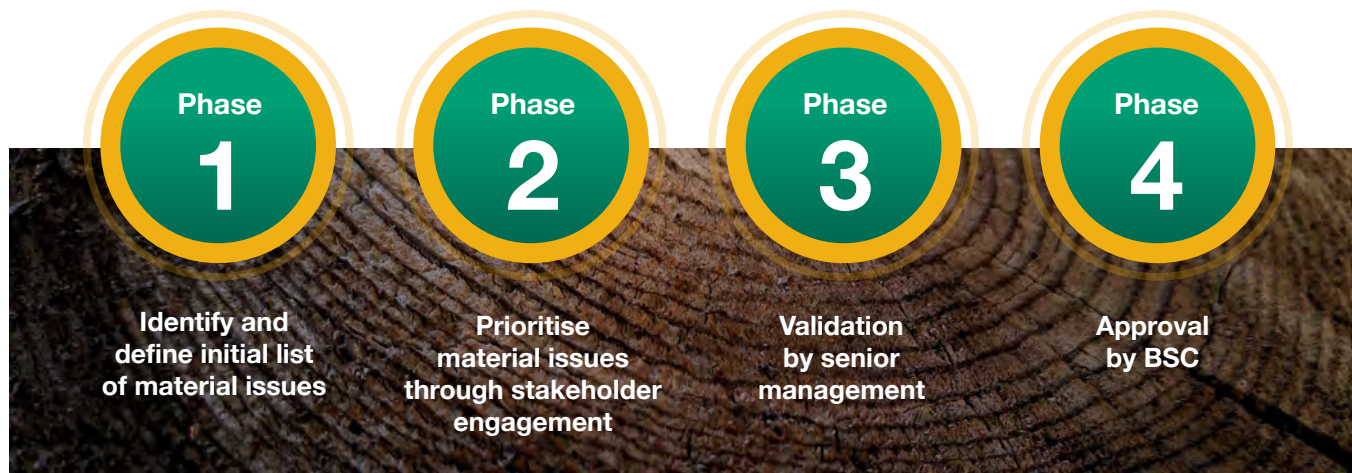 Phase
1
Identify and
define initial list
of material issues
Phase
2
Prioritise
material issues
through stakeholder
engagement
Phase
3
Validation
by senior
management
Phase
4
Approval
by BSC